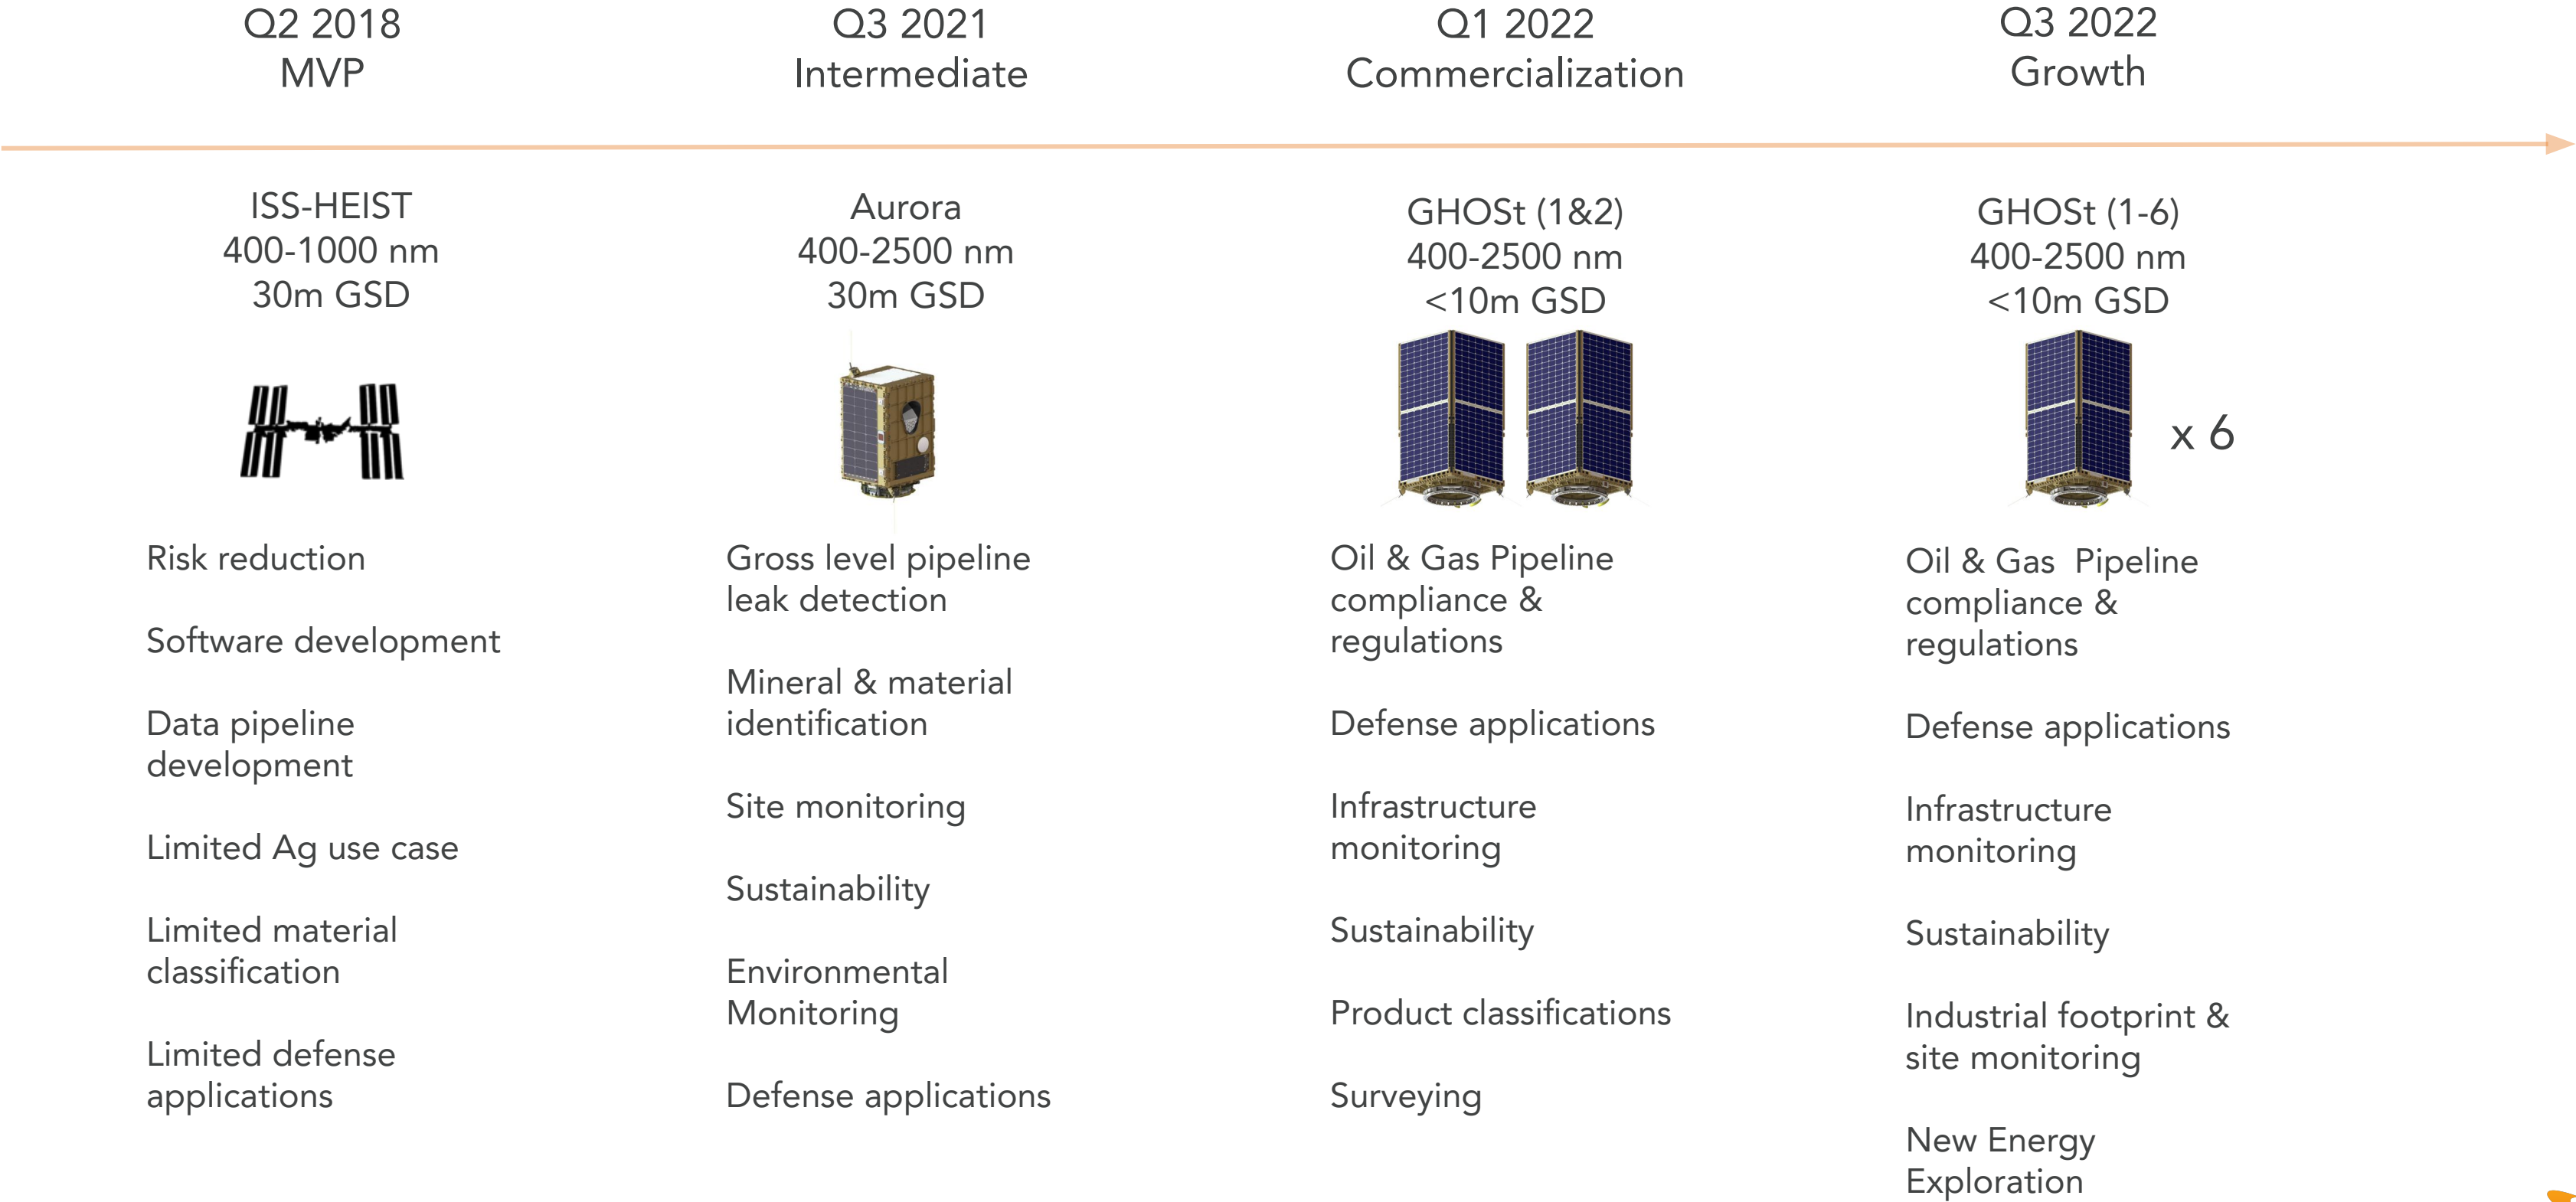 Q2 2018
MVP
Q3 2021
Intermediate
Q1 2022
Commercialization
Q3 2022
Growth
ISS-HEIST
400-1000 nm
30m GSD
Aurora
400-2500 nm
30m GSD
GHOSt (1&2)
400-2500 nm
<10m GSD
GHOSt (1-6)
400-2500 nm
<10m GSD
x 6
Risk reduction
Software development
Data pipeline
development
Limited Ag use case
Limited material
classification
Limited defense
applications
Gross level pipeline
leak detection
Mineral & material
identification
Site monitoring
Sustainability
Environmental
Monitoring
Defense applications
Oil & Gas Pipeline
compliance &
regulations
Defense applications
Infrastructure
monitoring
Sustainability
Product classifications
Surveying
Oil & Gas  Pipeline
compliance &
regulations
Defense applications
Infrastructure
monitoring
Sustainability
Industrial footprint &
site monitoring
New Energy
Exploration